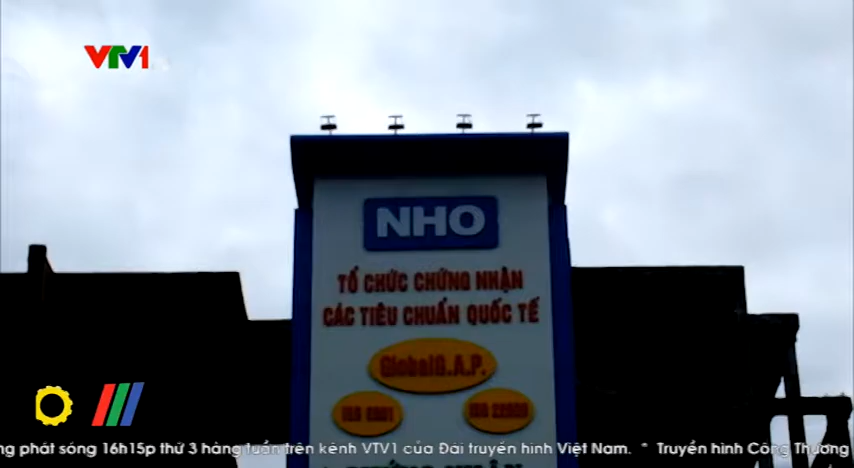 VTV1
NHO
TỔ CHỨC CHỨNG NHẬN
CÁC TIÊU CHUẨN QUỐC TẾ
GlobalG.A.P.
ISO 9001
ISO 22000
ng phát sóng 16h15p thứ 3 hàng tuần trên kênh VTV1 của Đài truyền hình Việt Nam. * Truyền hình Công Thương